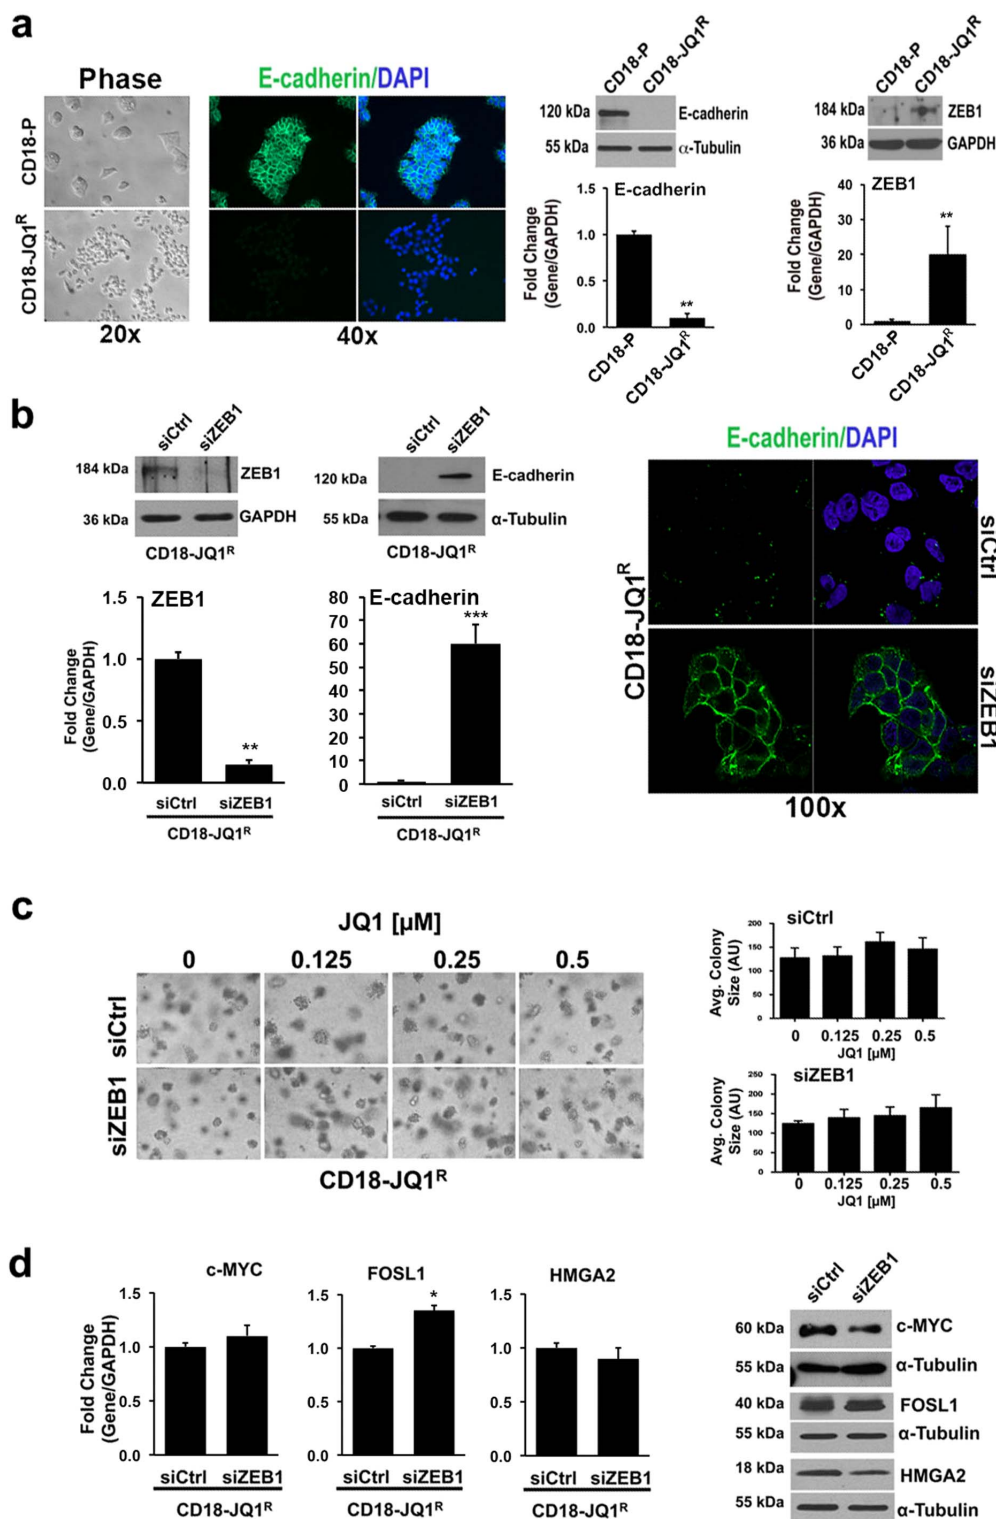 a
Phase
E-cadherin/DAPI
CD18-P
CD18-JQ1R
20x
40x
CD18-P
CD18-JQ1R
120 kDa
E-cadherin
55 kDa
α-Tubulin
E-cadherin
Fold Change
(Gene/GAPDH)
1.5
1.0
0.5
0.0
**
CD18-P
CD18-JQ1R
CD18-P
CD18-JQ1R
184 kDa
ZEB1
36 kDa
GAPDH
ZEB1
Fold Change
(Gene/GAPDH)
40
30
20
10
0
**
CD18-P
CD18-JQ1R
b
siCtrl
siZEB1
184 kDa
ZEB1
36 kDa
GAPDH
CD18-JQ1R
siCtrl
siZEB1
120 kDa
E-cadherin
55 kDa
α-Tubulin
CD18-JQ1R
ZEB1
Fold Change
(Gene/GAPDH)
1.5
1.0
0.5
0.0
**
siCtrl
siZEB1
CD18-JQ1R
E-cadherin
80
70
60
50
40
30
20
10
0
***
siCtrl
siZEB1
CD18-JQ1R
E-cadherin/DAPI
CD18-JQ1R
siCtrl
siZEB1
100x
c
JQ1 [µM]
0
0.125
0.25
0.5
siCtrl
siZEB1
CD18-JQ1R
siCtrl
Avg. Colony
Size (AU)
200
150
100
50
0
0
0.125
0.25
0.5
JQ1 [µM]
siZEB1
Avg. Colony
Size (AU)
250
200
150
100
50
0
0
0.125
0.25
0.5
JQ1 [µM]
d
c-MYC
Fold Change
(Gene/GAPDH)
1.5
1.0
0.5
0.0
siCtrl
siZEB1
CD18-JQ1R
FOSL1
1.5
1.0
0.5
0.0
*
siCtrl
siZEB1
CD18-JQ1R
HMGA2
1.5
1.0
0.5
0.0
siCtrl
siZEB1
CD18-JQ1R
siCtrl
siZEB1
60 kDa
c-MYC
55 kDa
α-Tubulin
40 kDa
FOSL1
55 kDa
α-Tubulin
18 kDa
HMGA2
55 kDa
α-Tubulin